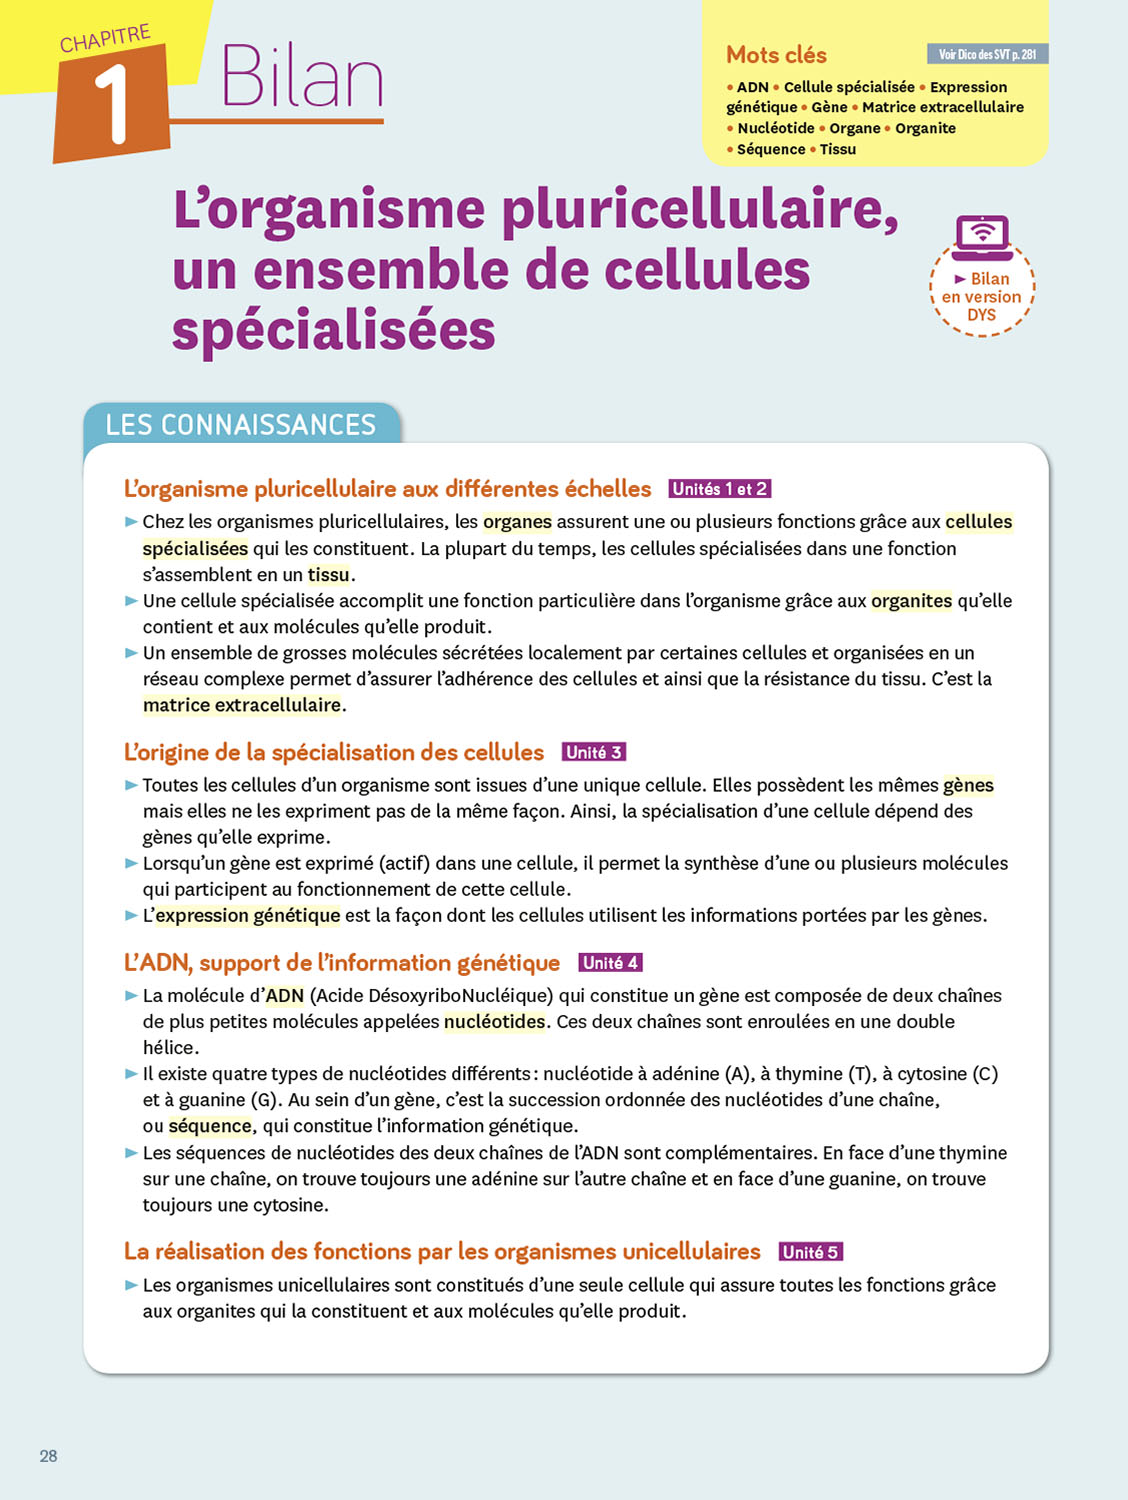 CHAPITRE
1
Bilan
Mots clés
Voir Dico des SVT p. 281
• ADN • Cellule spécialisée • Expression
génétique • Gène • Matrice extracellulaire
• Nucléotide • Organe • Organite
• Séquence • Tissu
L’organisme pluricellulaire,
un ensemble de cellules
spécialisées
► Bilan
en version
DYS
LES CONNAISSANCES
L’organisme pluricellulaire aux différentes échelles Unités 1 et 2
► Chez les organismes pluricellulaires, les organes assurent une ou plusieurs fonctions grâce aux cellules
spécialisées qui les constituent. La plupart du temps, les cellules spécialisées dans une fonction
s’assemblent en un tissu.
► Une cellule spécialisée accomplit une fonction particulière dans l’organisme grâce aux organites qu’elle
contient et aux molécules qu’elle produit.
► Un ensemble de grosses molécules sécrétées localement par certaines cellules et organisées en un
réseau complexe permet d’assurer l’adhérence des cellules et ainsi que la résistance du tissu. C’est la
matrice extracellulaire.
L’origine de la spécialisation des cellules Unité 3
► Toutes les cellules d’un organisme sont issues d’une unique cellule. Elles possèdent les mêmes gènes
mais elles ne les expriment pas de la même façon. Ainsi, la spécialisation d’une cellule dépend des
gènes qu’elle exprime.
► Lorsqu’un gène est exprimé (actif) dans une cellule, il permet la synthèse d’une ou plusieurs molécules
qui participent au fonctionnement de cette cellule.
► L’expression génétique est la façon dont les cellules utilisent les informations portées par les gènes.
L’ADN, support de l’information génétique Unité 4
► La molécule d’ADN (Acide DésoxyriboNucléique) qui constitue un gène est composée de deux chaînes
de plus petites molécules appelées nucléotides. Ces deux chaînes sont enroulées en une double
hélice.
► Il existe quatre types de nucléotides différents : nucléotide à adénine (A), à thymine (T), à cytosine (C)
et à guanine (G). Au sein d’un gène, c’est la succession ordonnée des nucléotides d’une chaîne,
ou séquence, qui constitue l’information génétique.
► Les séquences de nucléotides des deux chaînes de l’ADN sont complémentaires. En face d’une thymine
sur une chaîne, on trouve toujours une adénine sur l’autre chaîne et en face d’une guanine, on trouve
toujours une cytosine.
La réalisation des fonctions par les organismes unicellulaires Unité 5
► Les organismes unicellulaires sont constitués d’une seule cellule qui assure toutes les fonctions grâce
aux organites qui la constituent et aux molécules qu’elle produit.
28